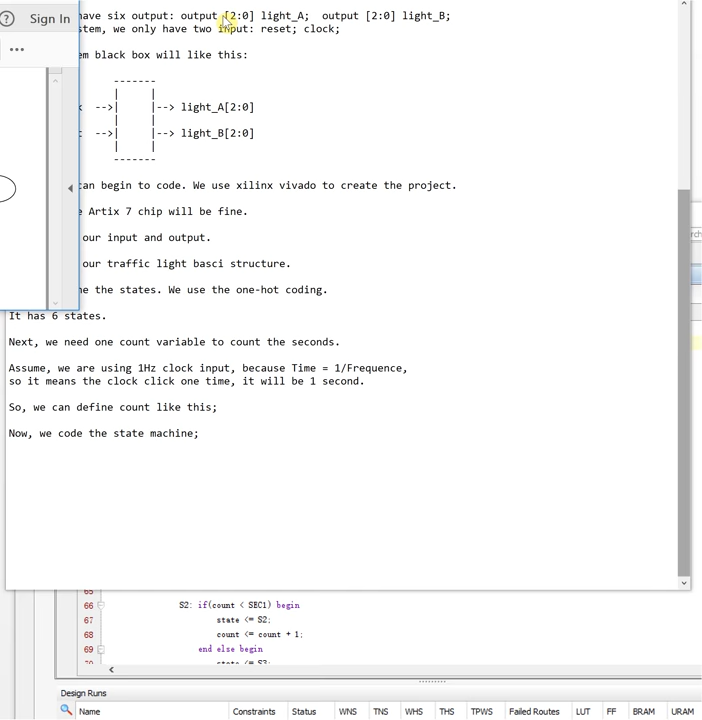 Sign In
have six output: output [2:0] light_A;  output [2:0] light_B;
stem, we only have two input: reset; clock;
em black box will like this:
-------
|     |
-->|     |--> light_A[2:0]
|     |
-->|     |--> light_B[2:0]
|     |
-------
can begin to code. We use xilinx vivado to create the project.
e Artix 7 chip will be fine.
our input and output.
our traffic light basci structure.
ne the states. We use the one-hot coding.
It has 6 states.
Next, we need one count variable to count the seconds.
Assume, we are using 1Hz clock input, because Time = 1/Frequence,
so it means the clock click one time, it will be 1 second.
So, we can define count like this;
Now, we code the state machine;
65
66 S2: if(count < SEC1) begin
67 state <= S2;
68 count <= count + 1;
69 end else begin
70 state <= S3;
Design Runs
Name Constraints Status WNS TNS WHS THS TPWS Failed Routes LUT FF BRAM URAM